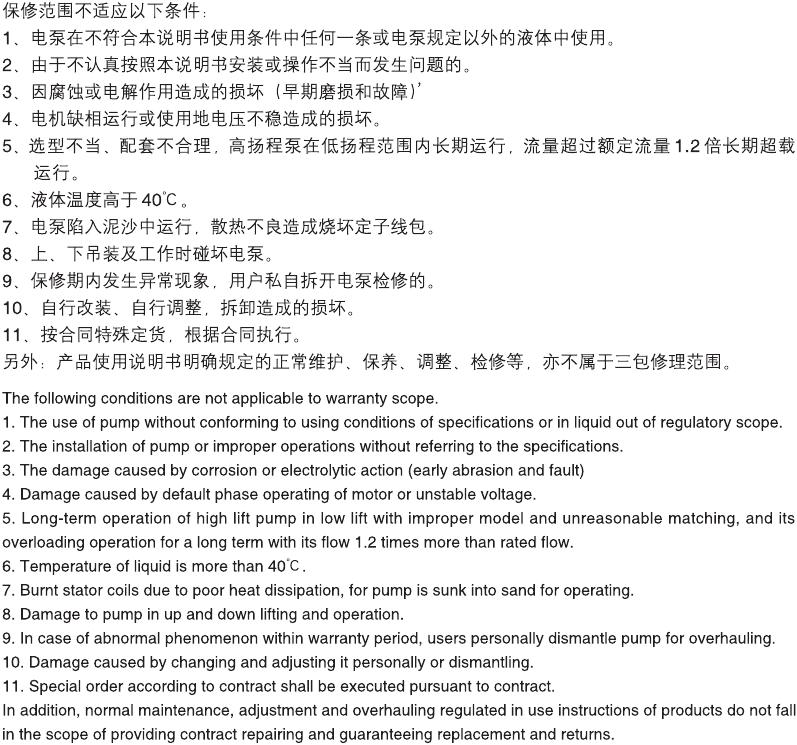 保修范围不适应以下条件：
1、电泵在不符合本说明书使用条件中任何一条或电泵规定以外的液体中使用。
2、由于不认真按照本说明书安装或操作不当而发生问题的。
3、因腐蚀或电解作用造成的损坏（早期磨损和故障）’
4、电机缺相运行或使用地电压不稳造成的损坏。
5、选型不当、配套不合理，高扬程泵在低扬程范围内长期运行，流量超过额定流量1.2倍长期超载
运行。
6、液体温度高于40℃。
7、电泵陷入泥沙中运行，散热不良造成烧坏定子线包。
8、上、下吊装及工作时碰坏电泵。
9、保修期内发生异常现象，用户私自拆开电泵检修的。
10、自行改装、自行调整，拆卸造成的损坏。
11、按合同特殊定货，根据合同执行。
另外：产品使用说明书明确规定的正常维护、保养、调整、检修等，亦不属于三包修理范围。
The following conditions are not applicable to warranty scope.
1. The use of pump without conforming to using conditions of specifications or in liquid out of regulatory scope.
2. The installation of pump or improper operations without referring to the specifications.
3. The damage caused by corrosion or electrolytic action (early abrasion and fault)
4. Damage caused by default phase operating of motor or unstable voltage.
5. Long-term operation of high lift pump in low lift with improper model and unreasonable matching, and its
overloading operation for a long term with its flow 1.2 times more than rated flow.
6. Temperature of liquid is more than 40℃.
7. Burnt stator coils due to poor heat dissipation, for pump is sunk into sand for operating.
8. Damage to pump in up and down lifting and operation.
9. In case of abnormal phenomenon within warranty period, users personally dismantle pump for overhauling.
10. Damage caused by changing and adjusting it personally or dismantling.
11. Special order according to contract shall be executed pursuant to contract.
In addition, normal maintenance, adjustment and overhauling regulated in use instructions of products do not fall
in the scope of providing contract repairing and guaranteeing replacement and returns.